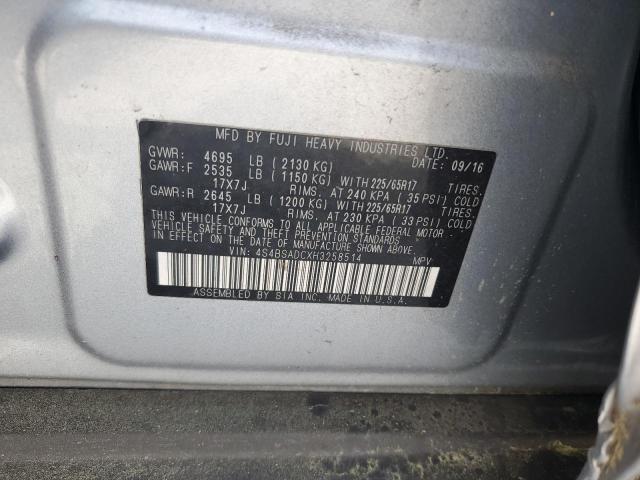 MFD BY FUJI HEAVY INDUSTRIES LTD.
GVWR: 4695 LB (2130 KG) DATE: 09/16
GAWR:F 2535 LB (1150 KG) WITH 225/65R17 TIRES.
17X7J RIMS. AT 240 KPA (35 PSI) COLD
GAWR:R 2645 LB (1200 KG) WITH 225/65R17 TIRES.
17X7J RIMS. AT 230 KPA (33 PSI) COLD
THIS VEHICLE CONFORMS TO ALL APPLICABLE FEDERAL MOTOR
VEHICLE SAFETY AND THEFT PREVENTION STANDARDS
IN EFFECT ON THE DATE OF MANUFACTURE SHOWN ABOVE.
VIN: 4S4BSADCXH3258514 MPV
ASSEMBLED BY SIA INC. MADE IN U.S.A.